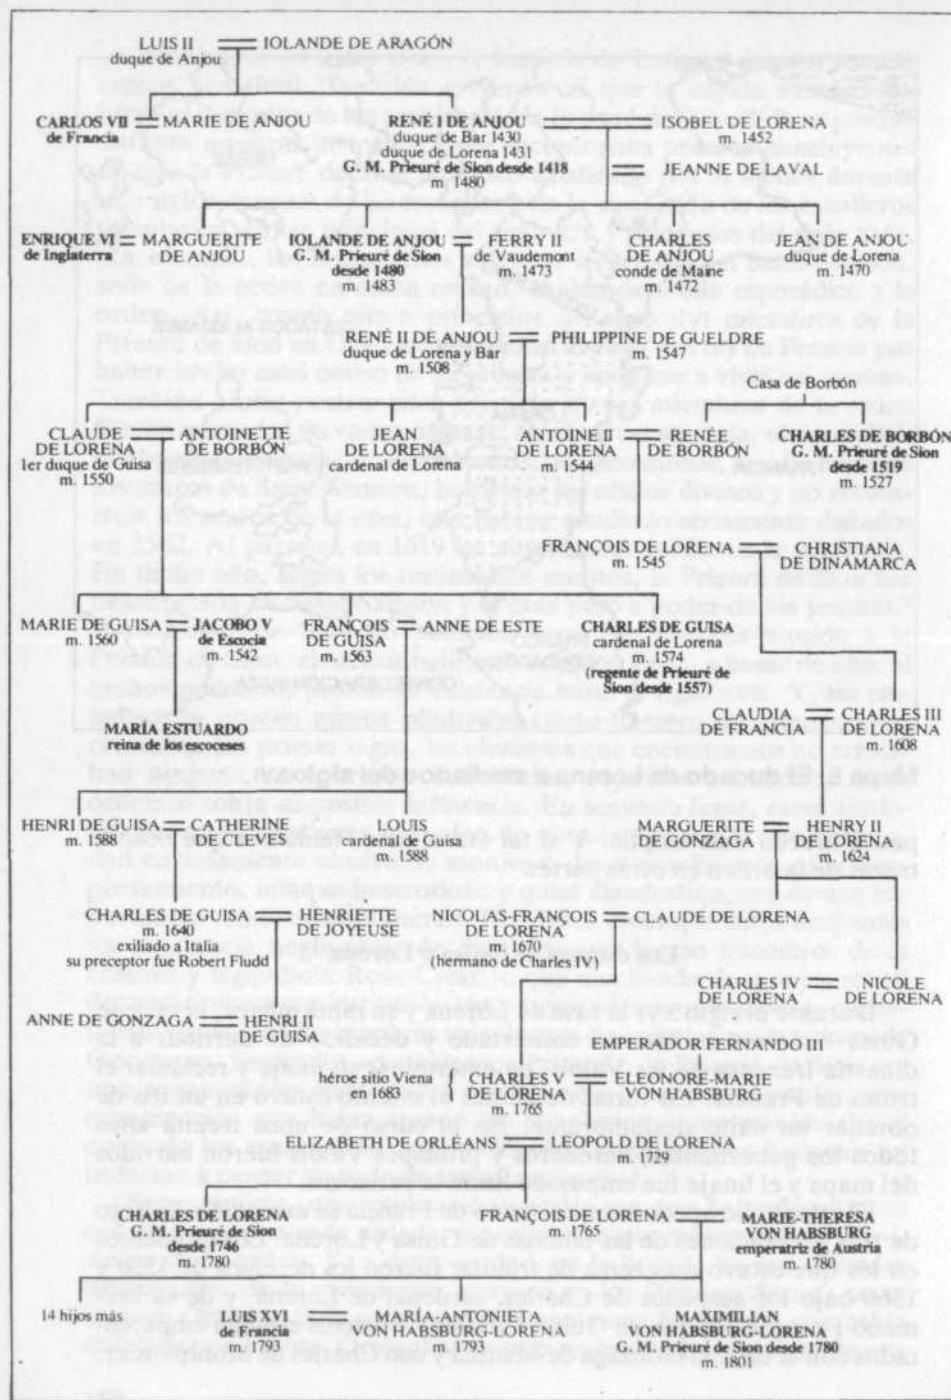 LUIS II = IOLANDE DE ARAGÓN
duque de Anjou
CARLOS VII = MARIE DE ANJOU
de Francia
RENÉ I DE ANJOU = ISOBEL DE LORENA
duque de Bar 1430
m. 1452
duque de Lorena 1431
G. M. Prieuré de Sion desde 1418 = JEANNE DE LAVAL
m. 1480
ENRIQUE VI = MARGUERITE
de Inglaterra DE ANJOU
IOLANDE DE ANJOU = FERRY II
G. M. Prieuré de Sion de Vaudemont
desde 1480 m. 1473
m. 1483
CHARLES
DE ANJOU
conde de Maine
m. 1472
JEAN DE ANJOU
duque de Lorena
m. 1470
RENÉ II DE ANJOU = PHILIPPINE DE GUELDRE
duque de Lorena y Bar m. 1547
m. 1508
Casa de Borbón
CLAUDE = ANTOINETTE
DE LORENA DE BORBÓN
1er duque de Guisa
m. 1550
JEAN
DE LORENA
cardenal de Lorena
ANTOINE II = RENÉE
DE LORENA DE BORBÓN
m. 1544
CHARLES DE BORBÓN
G. M. Prieuré de Sion
desde 1519
m. 1527
FRANÇOIS DE LORENA = CHRISTIANA
m. 1545 DE DINAMARCA
MARIE DE GUISA = JACOBO V
m. 1560 de Escocia
m. 1542
FRANÇOIS = ANNE DE ESTE
DE GUISA
m. 1563
CHARLES DE GUISA
cardenal de Lorena
m. 1574
(regente de Prieuré de
Sion desde 1557)
MARÍA ESTUARDO
reina de los escoceses
CLAUDIA = CHARLES III
DE FRANCIA DE LORENA
m. 1608
HENRI DE GUISA = CATHERINE
m. 1588 DE CLEVES
LOUIS
cardenal de Guisa
m. 1588
MARGUERITE = HENRY II
DE GONZAGA DE LORENA
m. 1624
CHARLES DE GUISA = HENRIETTE
m. 1640 DE JOYEUSE
exiliado a Italia
su preceptor fue Robert Fludd
NICOLAS-FRANÇOIS = CLAUDE DE LORENA
DE LORENA
m. 1670
(hermano de Charles IV)
CHARLES IV = NICOLE
DE LORENA DE LORENA
ANNE DE GONZAGA = HENRI II
DE GUISA
EMPERADOR FERNANDO III
héroe sitio Viena { CHARLES V = ELEONORE-MARIE
en 1683 DE LORENA VON HABSBURG
m. 1765
ELIZABETH DE ORLÉANS = LEOPOLD DE LORENA
m. 1729
CHARLES DE LORENA
G. M. Prieuré de Sion
desde 1746
m. 1780
FRANÇOIS DE LORENA = MARIE-THERESA
m. 1765 VON HABSBURG
emperatriz de Austria
m. 1780
14 hijos más
LUIS XVI = MARÍA-ANTONIETA
de Francia VON HABSBURG-LORENA
m. 1793 m. 1793
MAXIMILIAN
VON HABSBURG-LORENA
G. M. Prieuré de Sion desde 1780
m. 1801